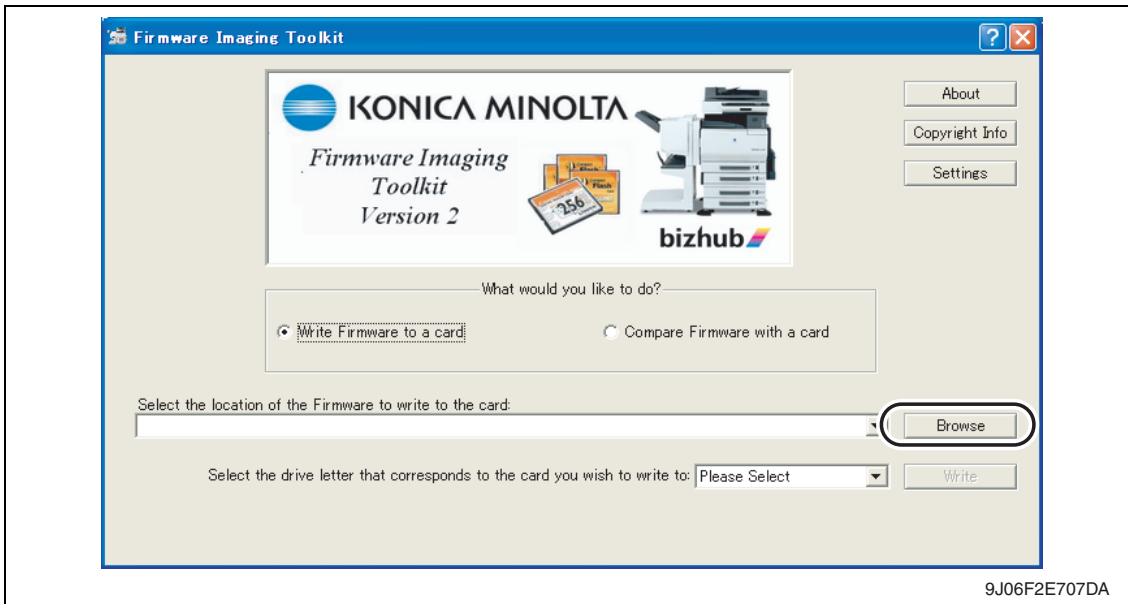 Firmware Imaging Toolkit
KONICA MINOLTA
Firmware Imaging
Toolkit
Version 2
Flash
256
bizhub
About
Copyright Info
Settings
What would you like to do?
Write Firmware to a card
Compare Firmware with a card
Select the location of the Firmware to write to the card:
Browse
Select the drive letter that corresponds to the card you wish to write to: Please Select
Write
9J06F2E707DA